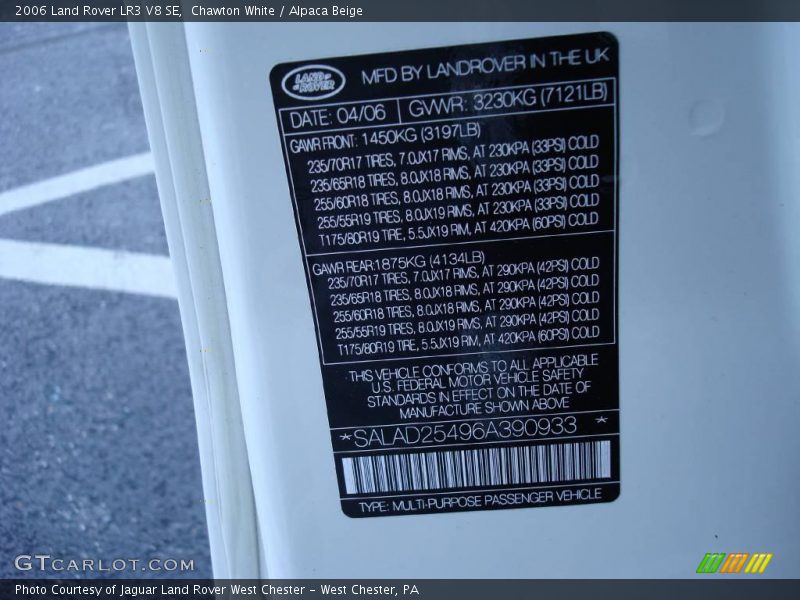 2006 Land Rover LR3 V8 SE, Chawton White / Alpaca Beige
LAND-
ROVER
MFD BY LANDROVER IN THE UK
DATE: 04/06 GVWR: 3230KG (7121LB)
GAWR FRONT: 1450KG (3197LB)
235/70R17 TIRES, 7.0JX17 RIMS, AT 230KPA (33PSI) COLD
235/65R18 TIRES, 8.0JX18 RIMS, AT 230KPA (33PSI) COLD
255/60R18 TIRES, 8.0JX18 RIMS, AT 230KPA (33PSI) COLD
255/55R19 TIRES, 8.0JX19 RIMS, AT 230KPA (33PSI) COLD
T175/80R19 TIRE, 5.5JX19 RIM, AT 420KPA (60PSI) COLD
GAWR REAR:1875KG (4134LB)
235/70R17 TIRES, 7.0JX17 RIMS, AT 290KPA (42PSI) COLD
235/65R18 TIRES, 8.0JX18 RIMS, AT 290KPA (42PSI) COLD
255/60R18 TIRES, 8.0JX18 RIMS, AT 290KPA (42PSI) COLD
255/55R19 TIRES, 8.0JX19 RIMS, AT 290KPA (42PSI) COLD
T175/80R19 TIRE, 5.5JX19 RIM, AT 420KPA (60PSI) COLD
THIS VEHICLE CONFORMS TO ALL APPLICABLE
U.S. FEDERAL MOTOR VEHICLE SAFETY
STANDARDS IN EFFECT ON THE DATE OF
MANUFACTURE SHOWN ABOVE
*SALAD25496A390933 *
TYPE: MULTI-PURPOSE PASSENGER VEHICLE
GTCARLOT.COM
Photo Courtesy of Jaguar Land Rover West Chester – West Chester, PA